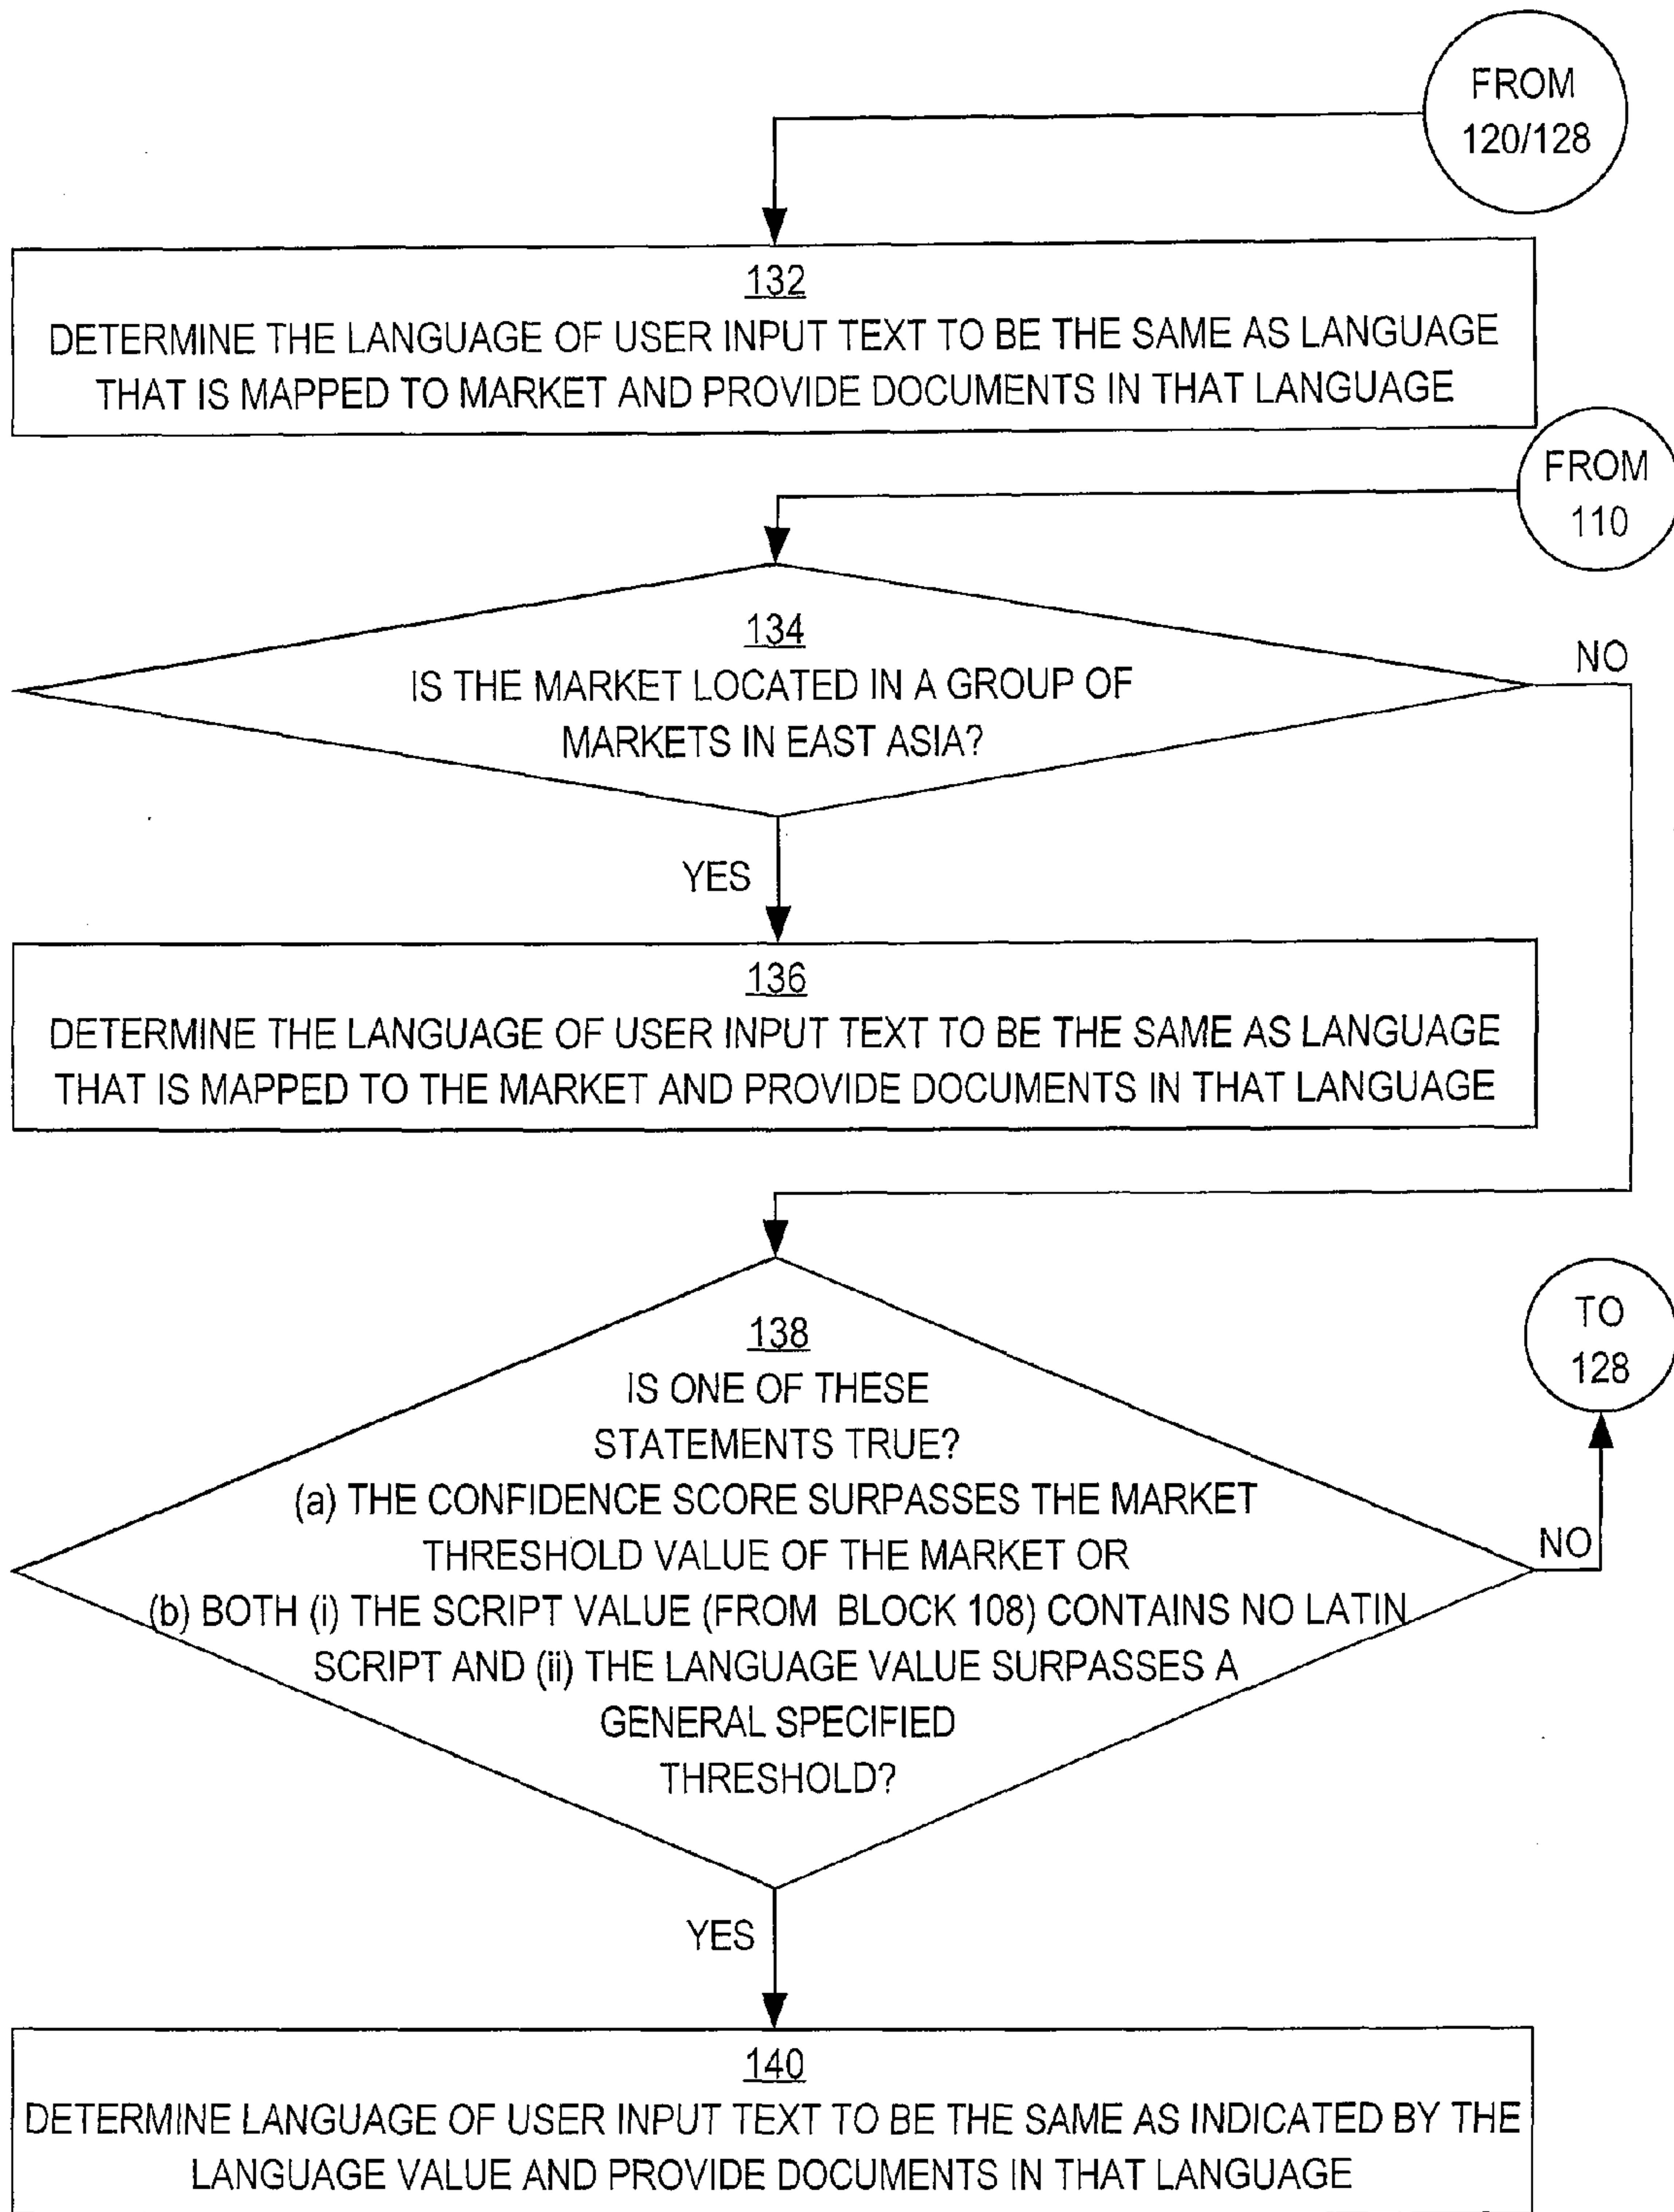 FROM
120/128
132
DETERMINE THE LANGUAGE OF USER INPUT TEXT TO BE THE SAME AS LANGUAGE
THAT IS MAPPED TO MARKET AND PROVIDE DOCUMENTS IN THAT LANGUAGE
FROM
110
134
IS THE MARKET LOCATED IN A GROUP OF
MARKETS IN EAST ASIA?
NO
YES
136
DETERMINE THE LANGUAGE OF USER INPUT TEXT TO BE THE SAME AS LANGUAGE
THAT IS MAPPED TO THE MARKET AND PROVIDE DOCUMENTS IN THAT LANGUAGE
138
IS ONE OF THESE
STATEMENTS TRUE?
(a) THE CONFIDENCE SCORE SURPASSES THE MARKET
THRESHOLD VALUE OF THE MARKET OR
(b) BOTH (i) THE SCRIPT VALUE (FROM BLOCK 108) CONTAINS NO LATIN
SCRIPT AND (ii) THE LANGUAGE VALUE SURPASSES A
GENERAL SPECIFIED
THRESHOLD?
TO
128
NO
YES
140
DETERMINE LANGUAGE OF USER INPUT TEXT TO BE THE SAME AS INDICATED BY THE
LANGUAGE VALUE AND PROVIDE DOCUMENTS IN THAT LANGUAGE